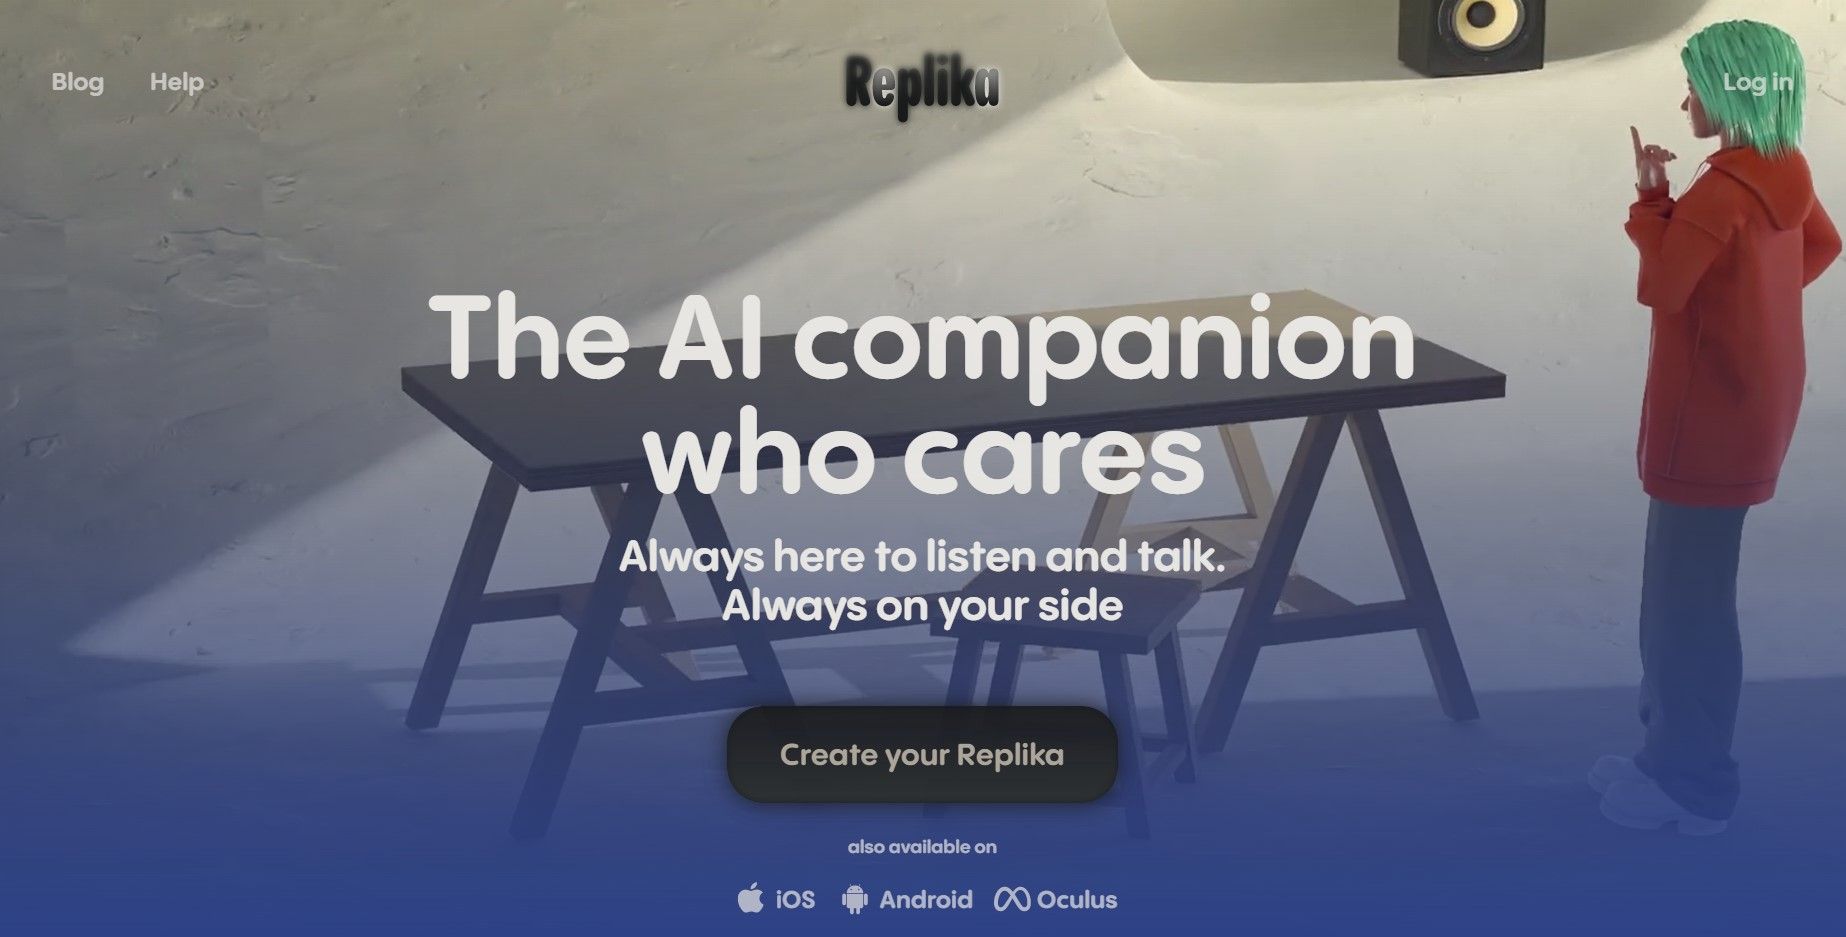 Blog
Help
Replika
Log in
The AI companion
who cares
Always here to listen and talk.
Always on your side
Create your Replika
also available on
iOS
Android
Oculus